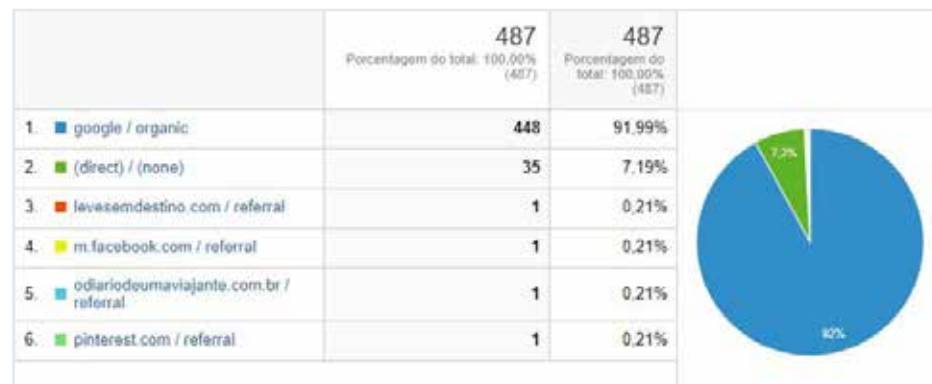 487
Porcentagem do total: 100,00%
(487)
487
Porcentagem do
total: 100,00%
(487)
1. google / organic 448 91,99%
2. (direct) / (none) 35 7,19%
3. levesemdestino.com / referral 1 0,21%
4. m.facebook.com / referral 1 0,21%
5. odiariodeumaviajante.com.br /
referral 1 0,21%
6. pinterest.com / referral 1 0,21%
7,2%
92%